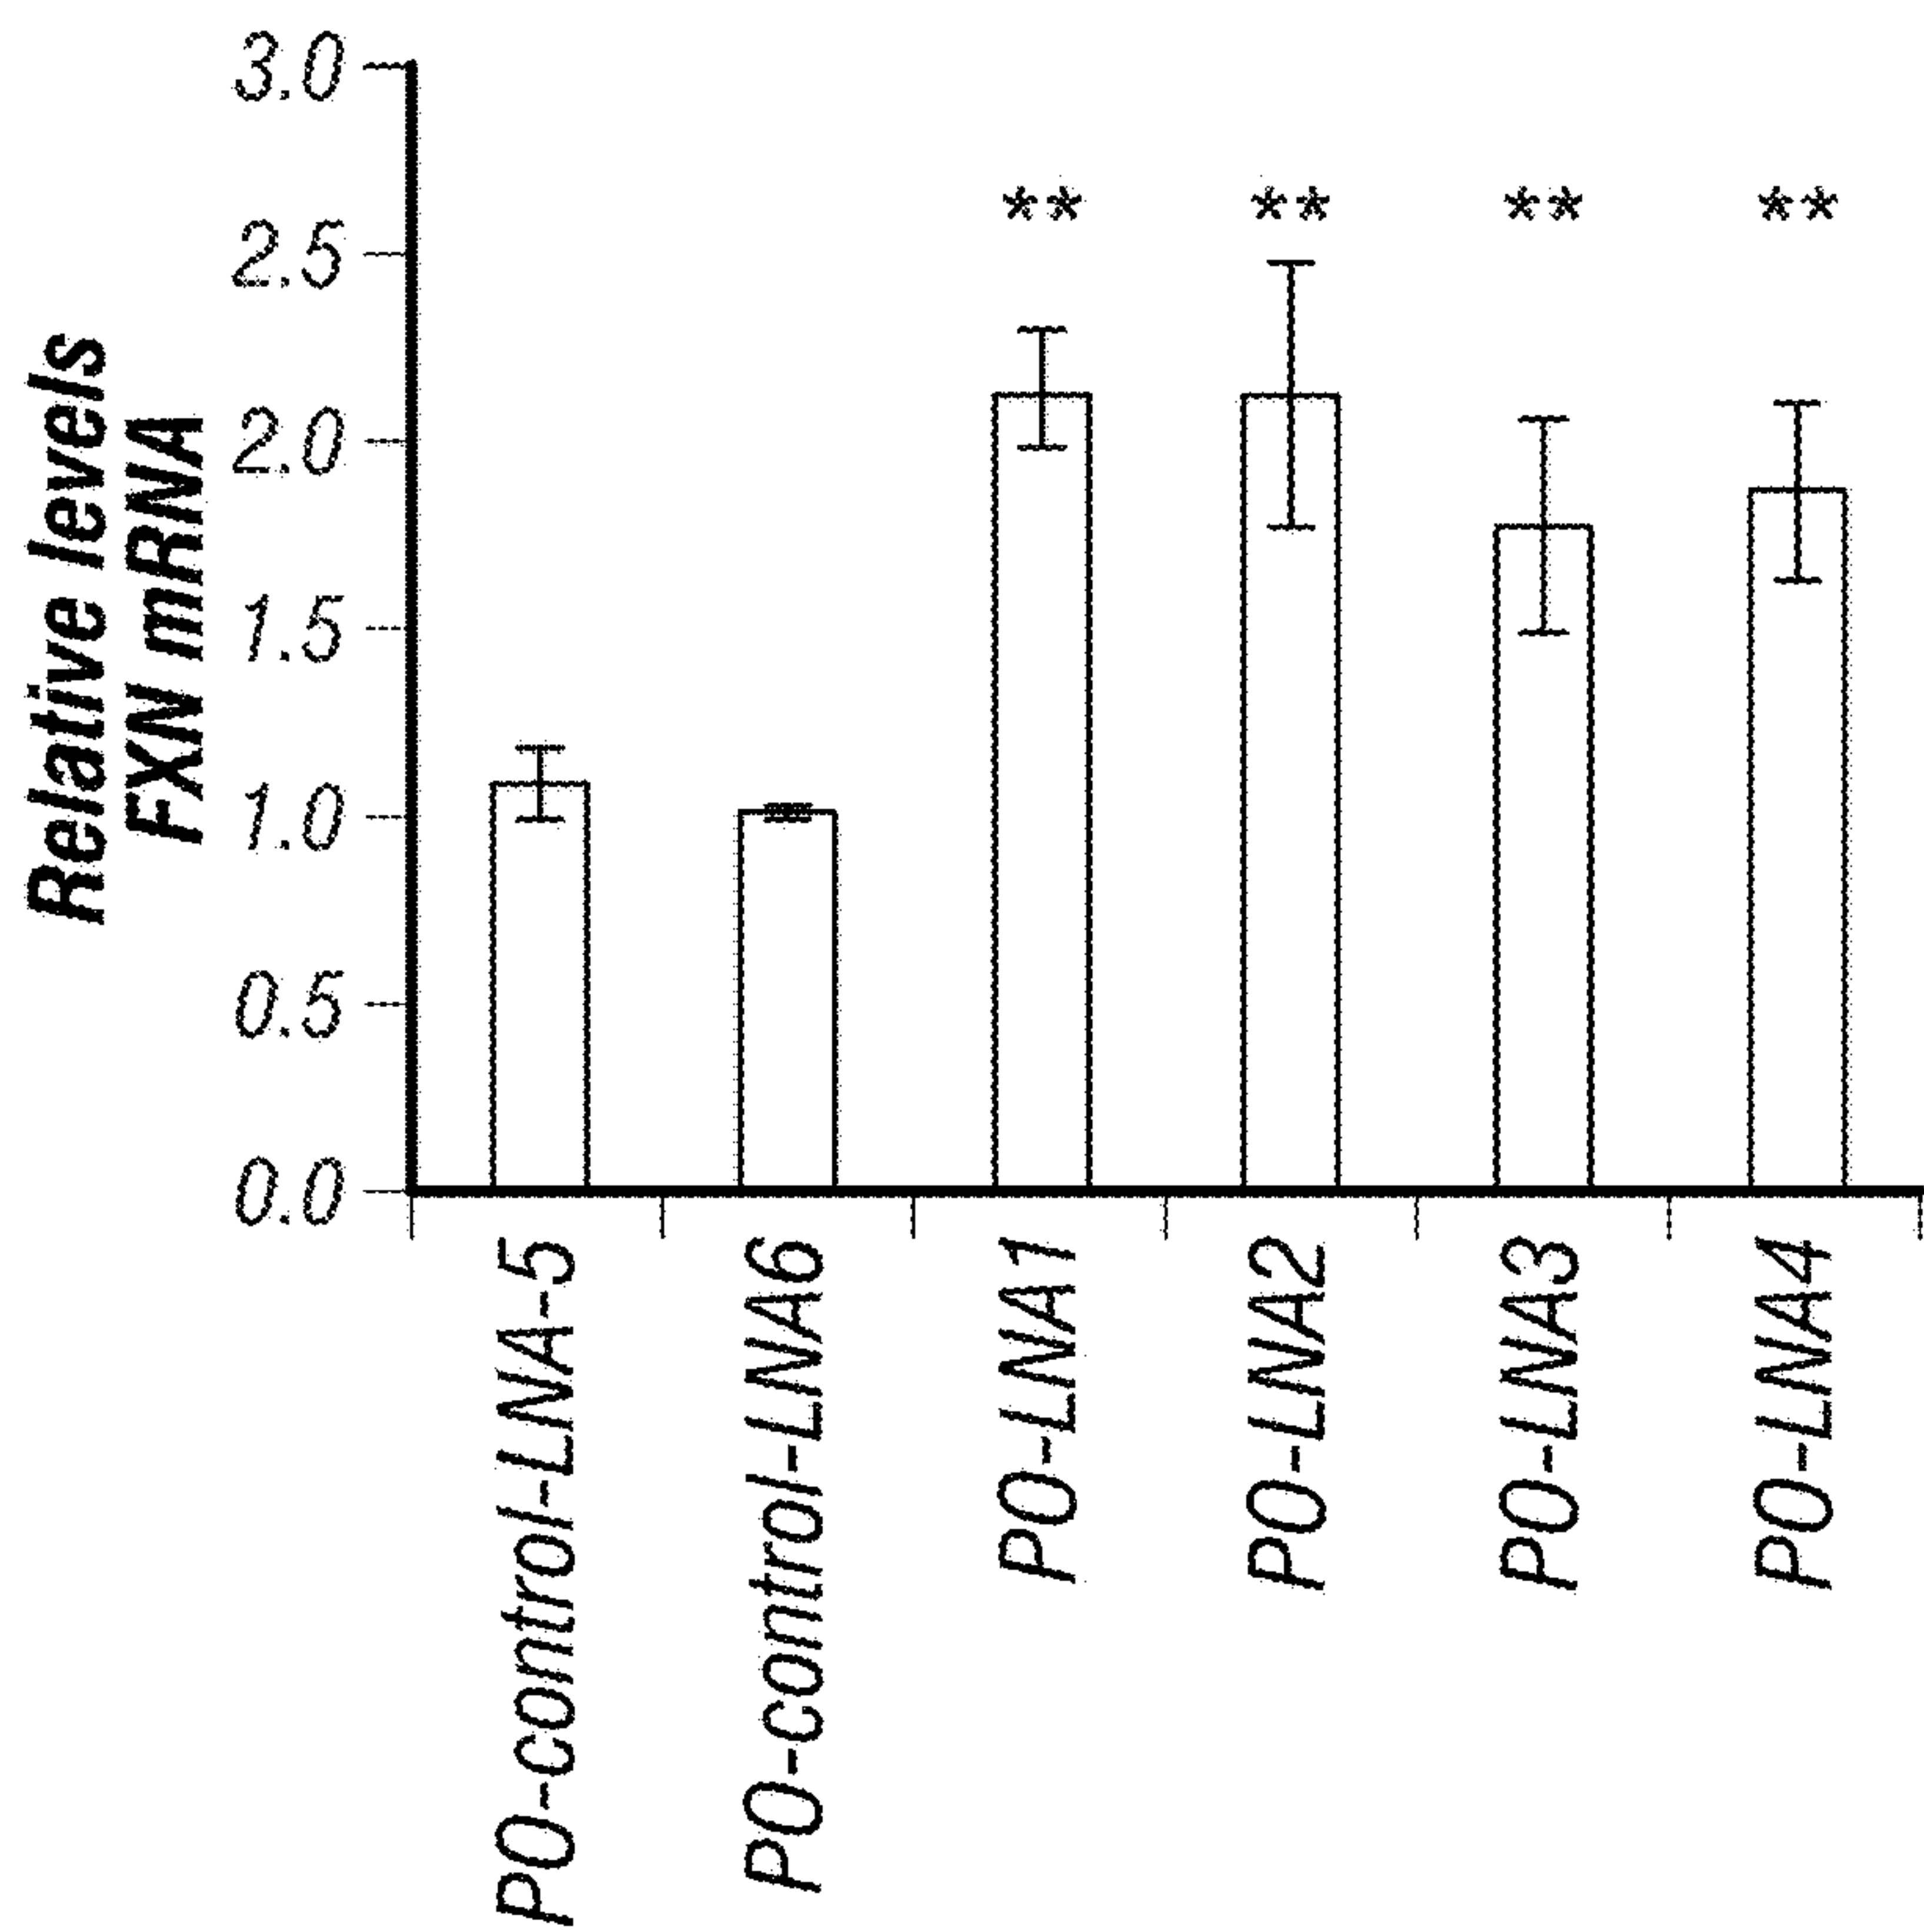 Relative levels
FXN mRNA
3.0
2.5
2.0
1.5
1.0
0.5
0.0
** ** ** **
PO-control-LNA-5
PO-control-LNA6
PO-LNA1
PO-LNA2
PO-LNA3
PO-LNA4